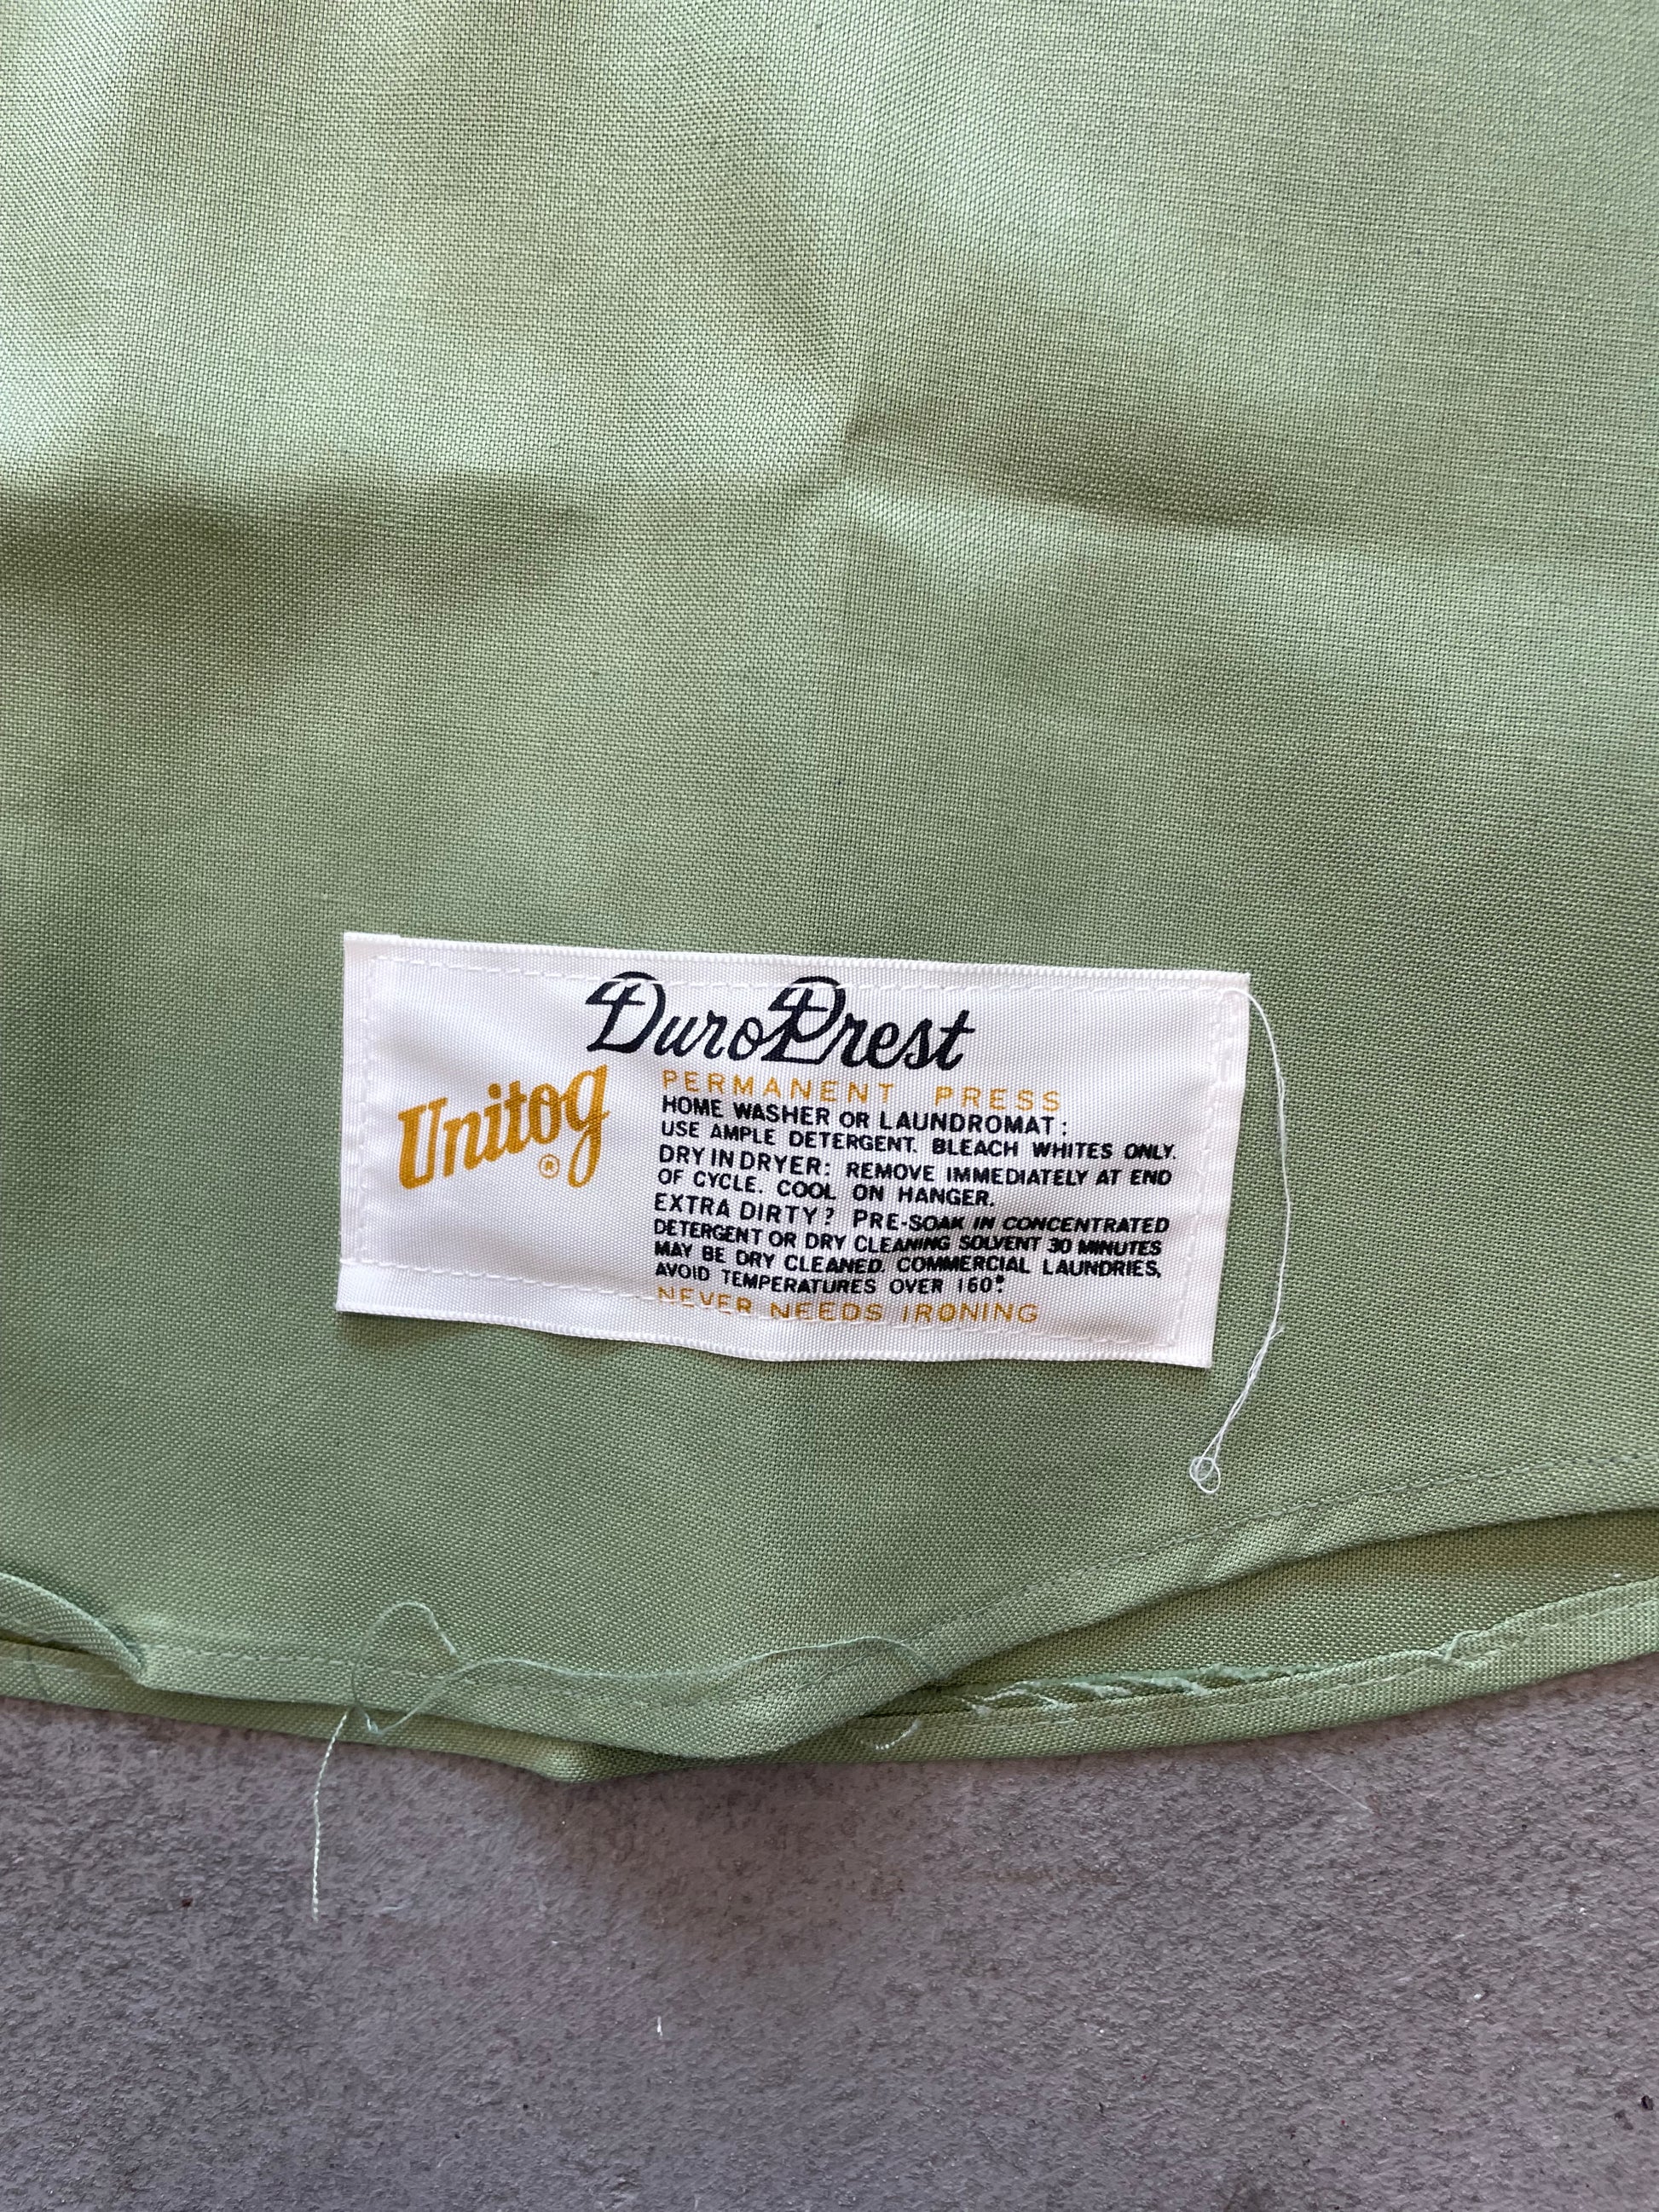 DuroPrest
Unitog®
PERMANENT PRESS
HOME WASHER OR LAUNDROMAT:
USE AMPLE DETERGENT. BLEACH WHITES ONLY.
DRY IN DRYER: REMOVE IMMEDIATELY AT END
OF CYCLE. COOL ON HANGER.
EXTRA DIRTY? PRE-SOAK IN CONCENTRATED
DETERGENT OR DRY CLEANING SOLVENT 30 MINUTES
MAY BE DRY CLEANED. COMMERCIAL LAUNDRIES,
AVOID TEMPERATURES OVER 160°.
NEVER NEEDS IRONING